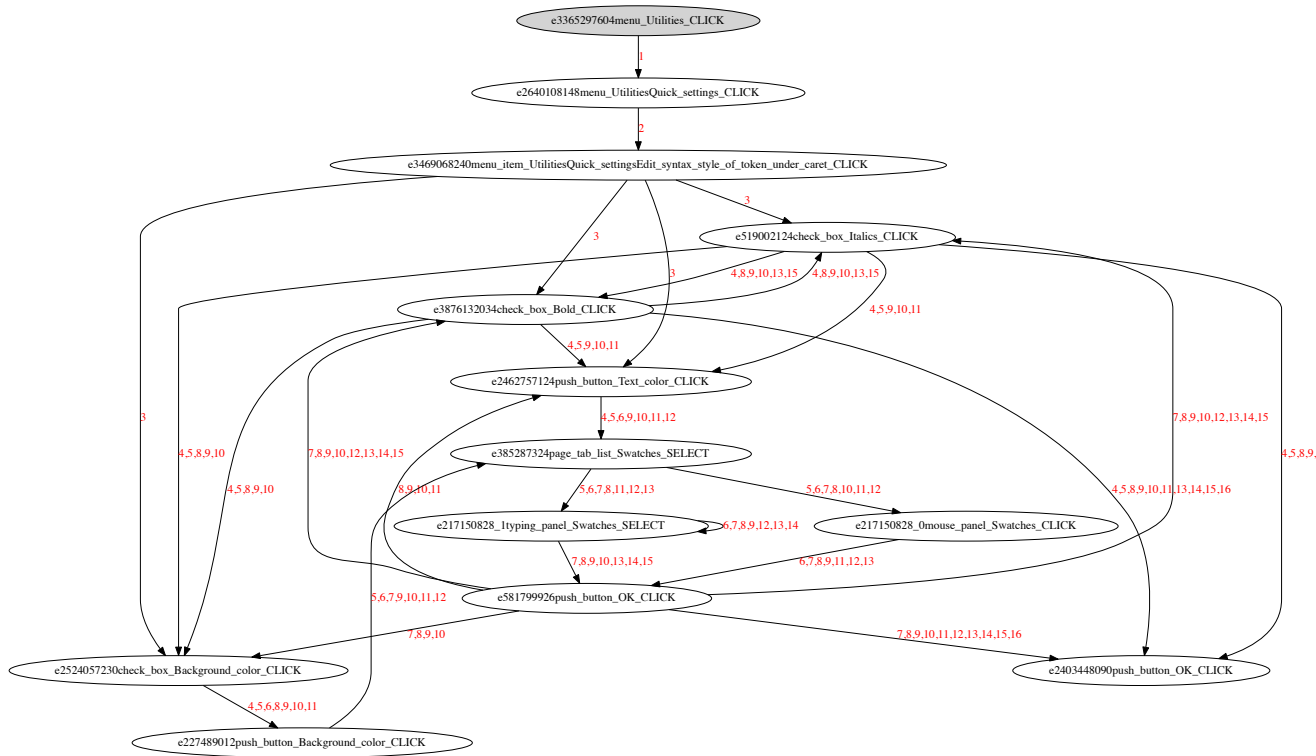 e3365297604menu_Utilities_CLICK
1
e2640108148menu_UtilitiesQuick_settings_CLICK
2
e3469068240menu_item_UtilitiesQuick_settingsEdit_syntax_style_of_token_under_caret_CLICK
3
e519002124check_box_Italics_CLICK
3
3
4,8,9,10,13,15
4,8,9,10,13,15
e3876132034check_box_Bold_CLICK
4,5,9,10,11
4,5,9,10,11
e2462757124push_button_Text_color_CLICK
3
4,5,6,9,10,11,12
7,8,9,10,12,13,14,15
4,5,8,9,10
7,8,9,10,12,13,14,15
4,5,8,9,
e385287324page_tab_list_Swatches_SELECT
4,5,8,9,10
8,9,10,11
5,6,7,8,11,12,13
5,6,7,8,10,11,12
4,5,8,9,10,11,13,14,15,16
e217150828_1typing_panel_Swatches_SELECT
6,7,8,9,12,13,14
e217150828_0mouse_panel_Swatches_CLICK
7,8,9,10,13,14,15
6,7,8,9,11,12,13
5,6,7,9,10,11,12
e581799926push_button_OK_CLICK
7,8,9,10
7,8,9,10,11,12,13,14,15,16
e2524057230check_box_Background_color_CLICK
e2403448090push_button_OK_CLICK
4,5,6,8,9,10,11
e227489012push_button_Background_color_CLICK